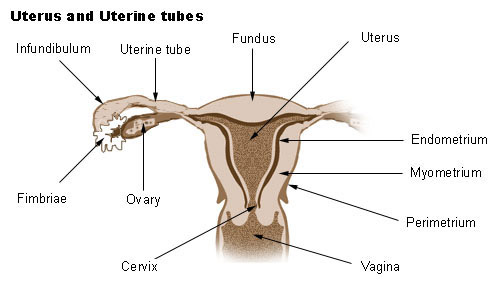 Uterus and Uterine tubes
Fundus
Uterus
Infundibulum
Uterine tube
Endometrium
Myometrium
Fimbriae
Ovary
Perimetrium
Cervix
Vagina